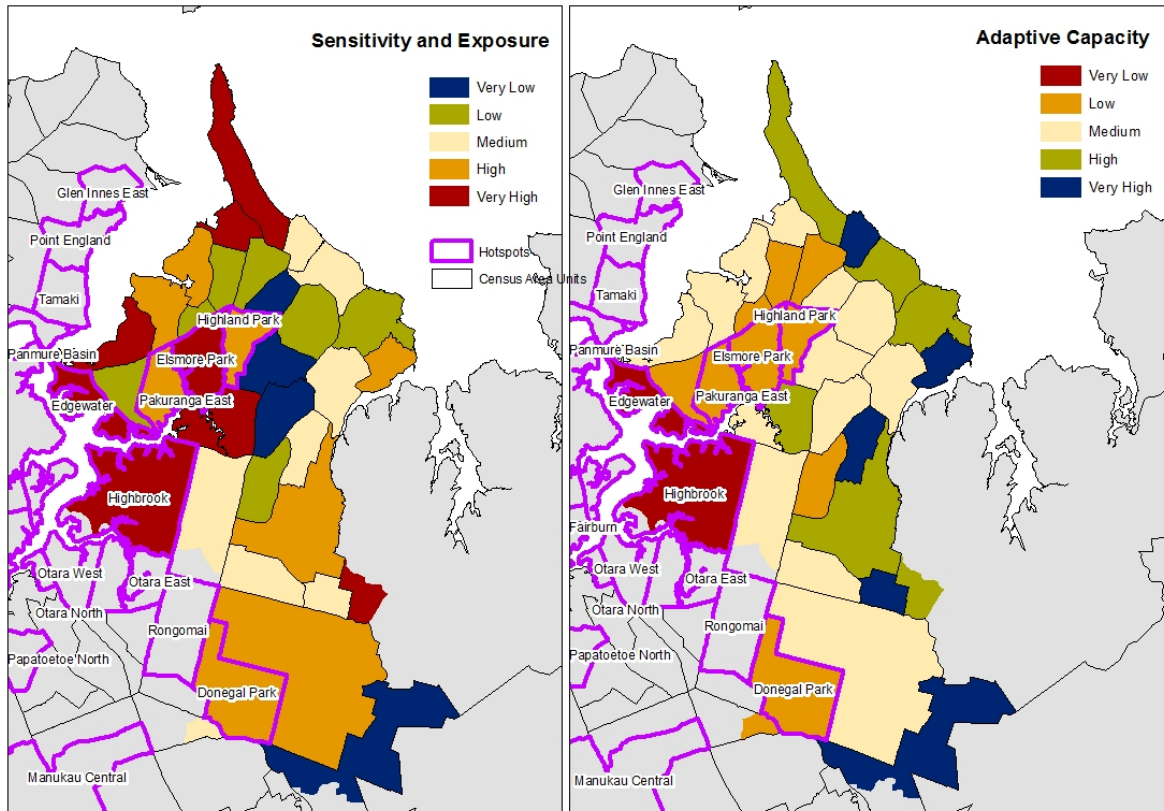 Sensitivity and Exposure
Very Low
Low
Medium
High
Very High
Hotspots
Census Area Units
Glen Innes East
Point England
Tamaki
Highland Park
Panmure Basin
Elsmore Park
Edgewater
Pakuranga East
Highbrook
Otara West
Otara East
Otara North
Rongomai
Papatoetoe North
Donegal Park
Manukau Central
Adaptive Capacity
Very Low
Low
Medium
High
Very High
Glen Innes East
Point England
Tamaki
Highland Park
Panmure Basin
Elsmore Park
Edgewater
Pakuranga East
Highbrook
Fairburn
Otara West
Otara East
Otara North
Rongomai
Papatoetoe North
Donegal Park
Manukau Central